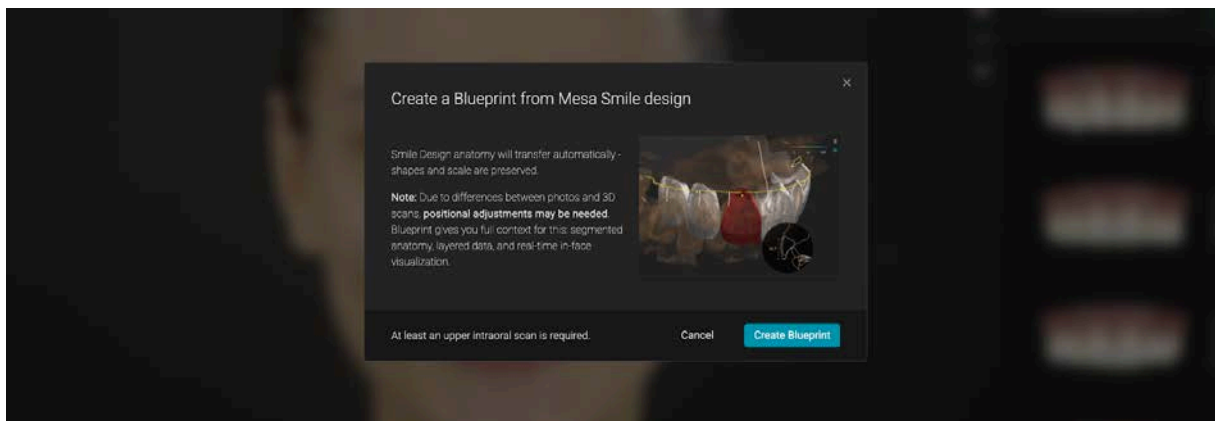 Create a Blueprint from Mesa Smile design
Smile Design anatomy will transfer automatically -
shapes and scale are preserved.
Note: Due to differences between photos and 3D
scans, positional adjustments may be needed.
Blueprint gives you full context for this: segmented
anatomy, layered data, and real-time in-face
visualization.
At least an upper intraoral scan is required.
Cancel
Create Blueprint